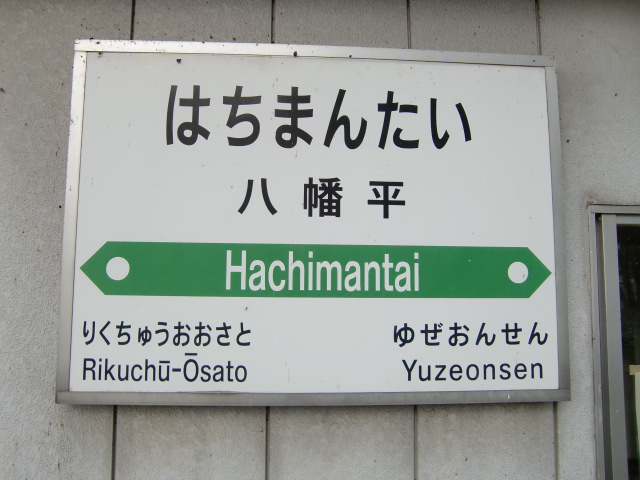 はちまんたい
八幡平
Hachimantai
りくちゅうおおさと
ゆぜおんせん
Rikuchū-Ōsato
Yuzeonsen